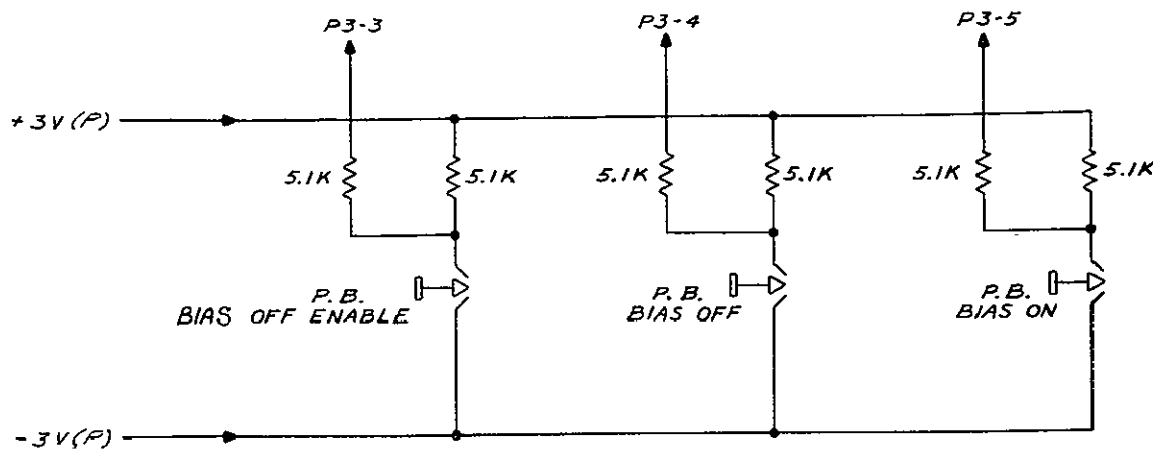 P3-3
P3-4
P3-5
+3V(P)
5.1K
5.1K
5.1K
5.1K
5.1K
5.1K
P.B.
BIAS OFF ENABLE
P.B.
BIAS OFF
P.B.
BIAS ON
-3V(P)